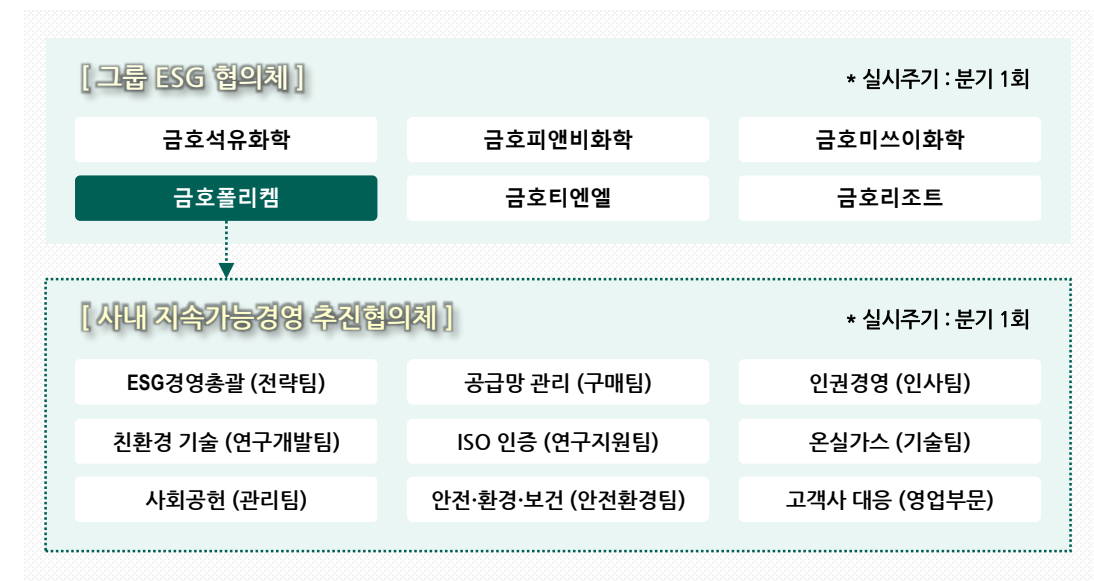 [ 그룹 ESG 협의체 ]
* 실시주기 : 분기 1회
금호석유화학 금호피앤비화학 금호미쓰이화학
금호폴리켐 금호티엔엘 금호리조트
[ 사내 지속가능경영 추진협의체 ]
* 실시주기 : 분기 1회
ESG경영총괄 (전략팀) 공급망 관리 (구매팀) 인권경영 (인사팀)
친환경 기술 (연구개발팀) ISO 인증 (연구지원팀) 온실가스 (기술팀)
사회공헌 (관리팀) 안전·환경·보건 (안전환경팀) 고객사 대응 (영업부문)